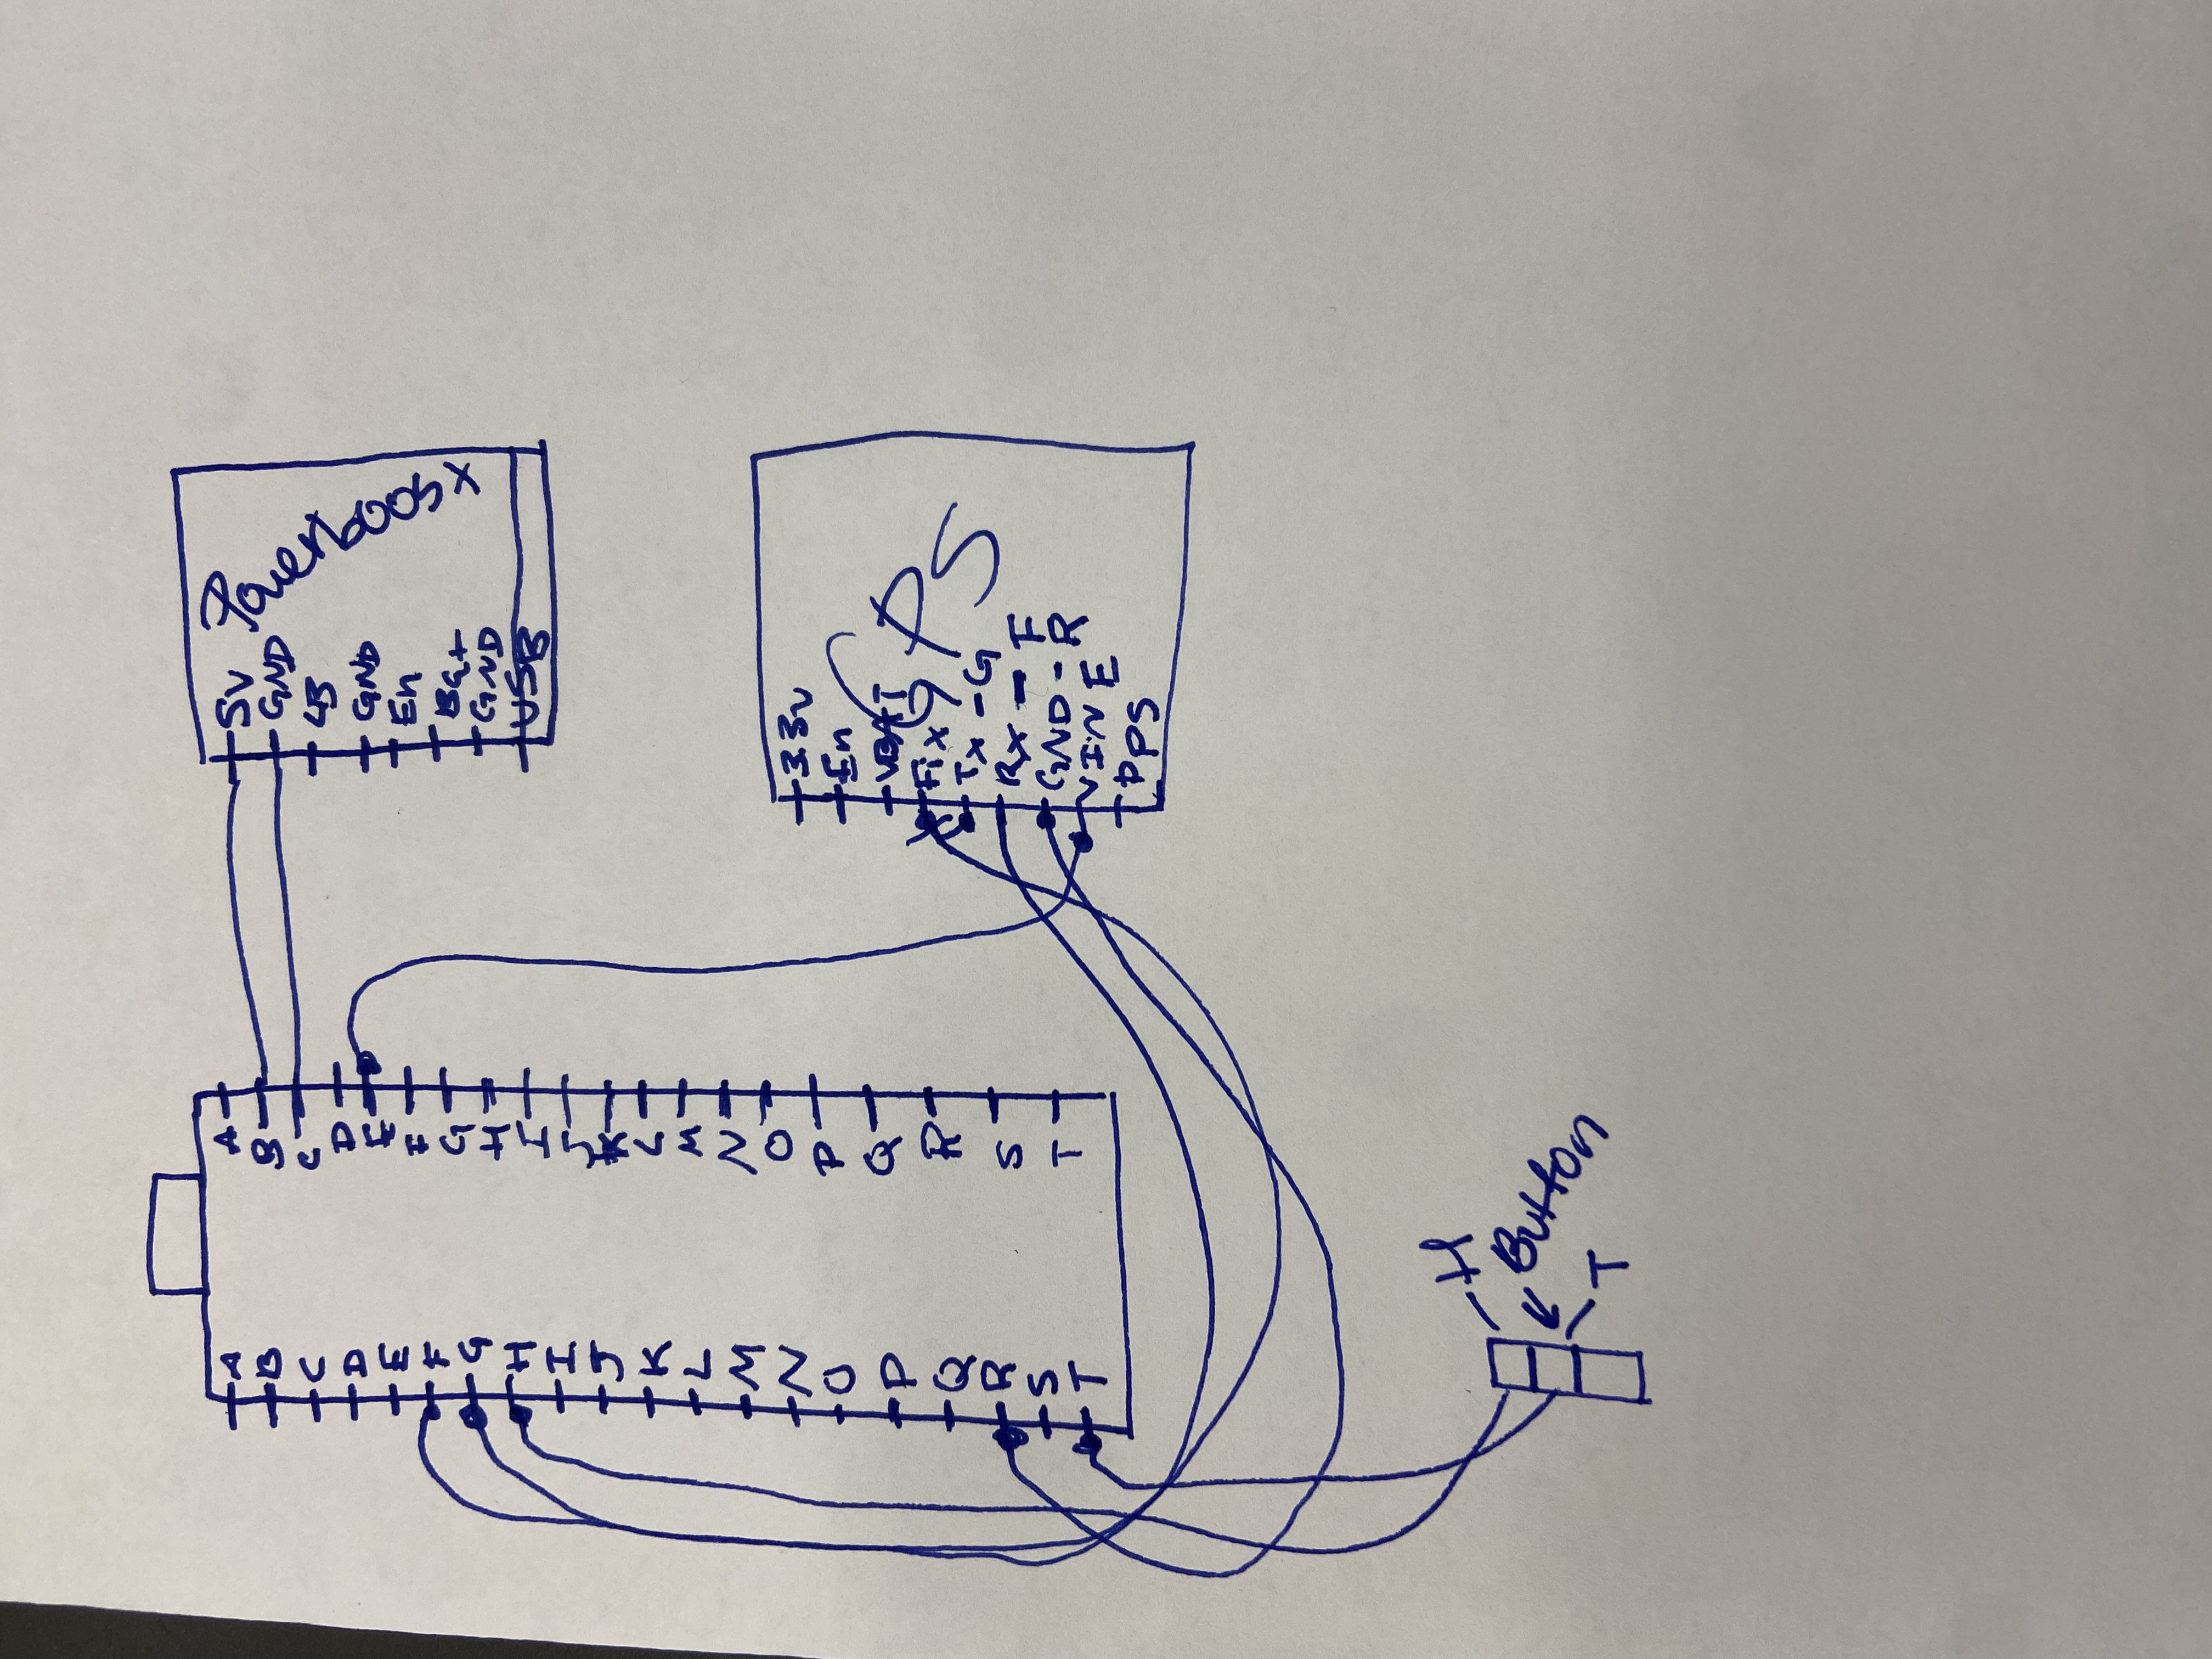 A
B
C
D
E
F
G
H
I
J
K
L
M
N
O
P
Q
R
S
T
A
B
C
D
E
F
G
H
I
J
K
L
M
N
O
P
Q
R
S
T
5V
GND
LB
GND
En
Bat
GND
USB
Powerboost
3.3v
En
VBAT
Fix
Tx - G
Rx - F
GND - R
VIN E
PPS
GPS
H
Button
T